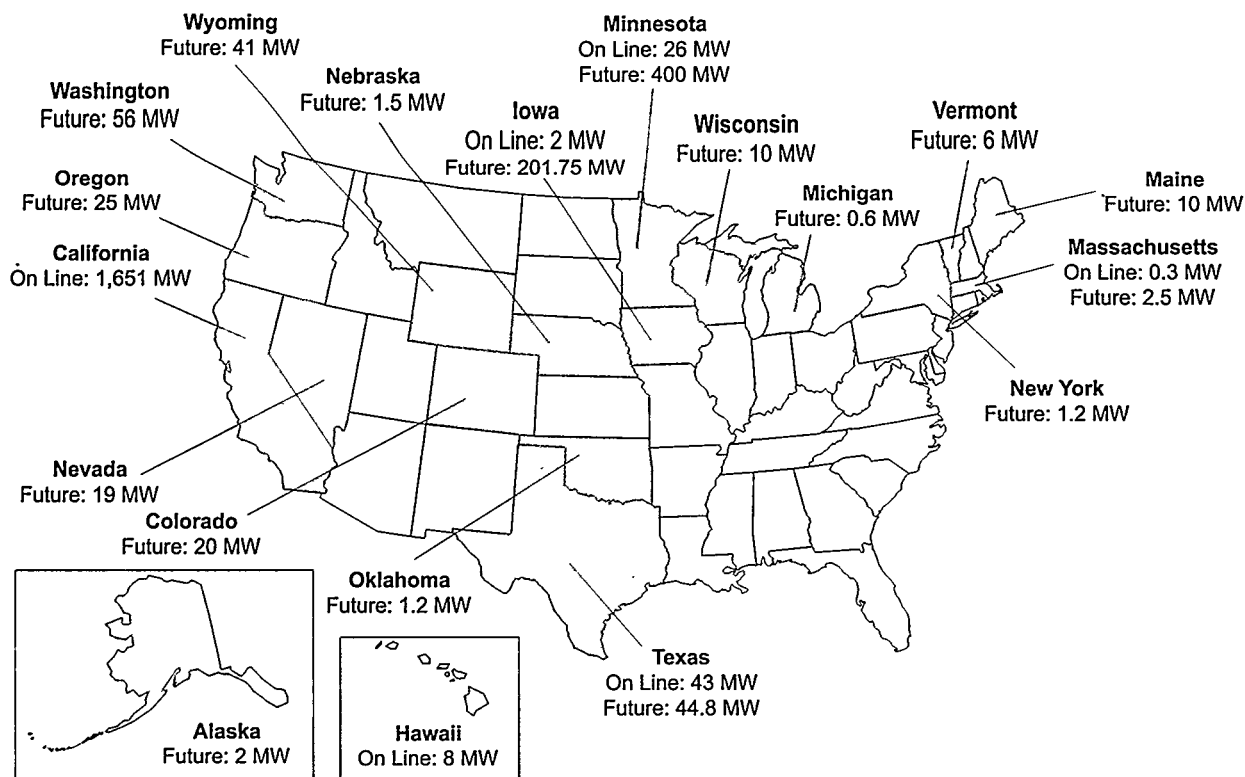 Wyoming
Future: 41 MW
Minnesota
On Line: 26 MW
Future: 400 MW
Nebraska
Future: 1.5 MW
Washington
Future: 56 MW
Iowa
On Line: 2 MW
Future: 201.75 MW
Wisconsin
Future: 10 MW
Vermont
Future: 6 MW
Oregon
Future: 25 MW
Michigan
Future: 0.6 MW
Maine
Future: 10 MW
California
On Line: 1,651 MW
Massachusetts
On Line: 0.3 MW
Future: 2.5 MW
New York
Future: 1.2 MW
Nevada
Future: 19 MW
Colorado
Future: 20 MW
Oklahoma
Future: 1.2 MW
Texas
On Line: 43 MW
Future: 44.8 MW
Alaska
Future: 2 MW
Hawaii
On Line: 8 MW